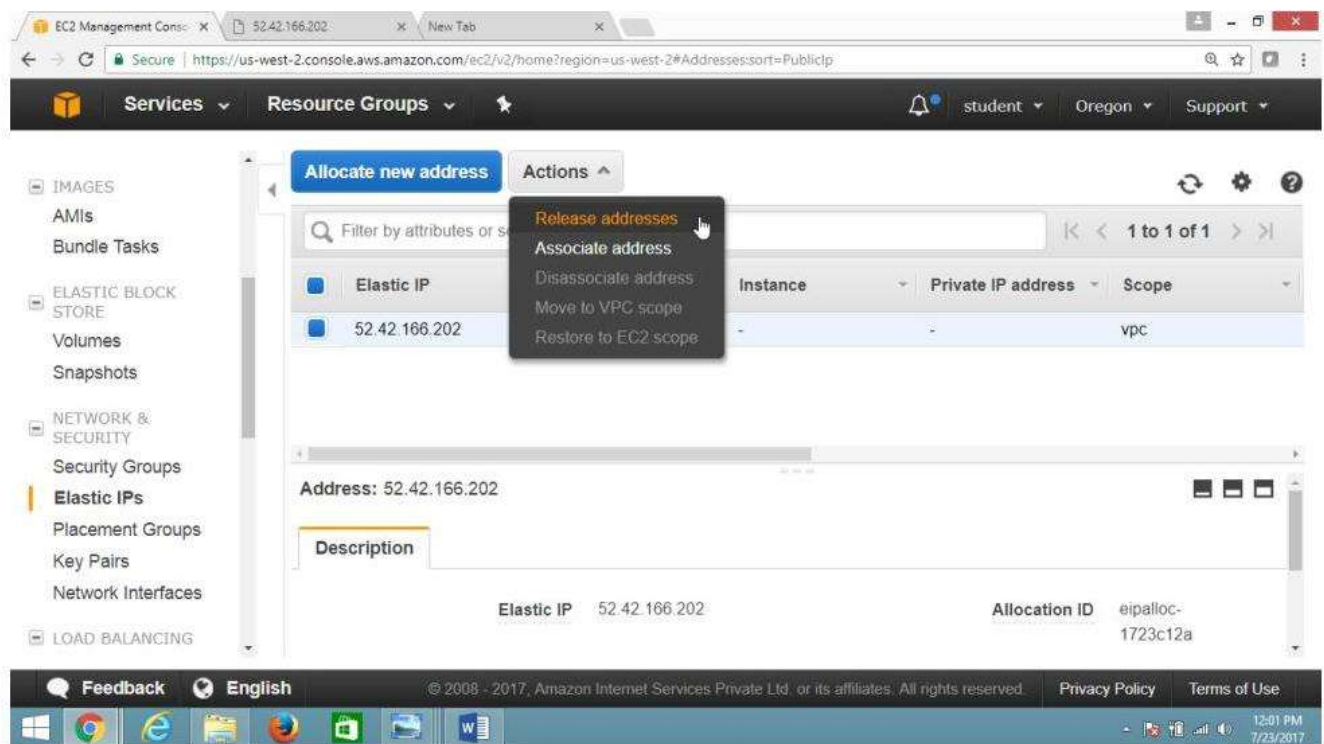 EC2 Management Conso
52.42.166.202
New Tab
Secure
https://us-west-2.console.aws.amazon.com/ec2/v2/home?region=us-west-2#Addresses:sort=PublicIp
Services
Resource Groups
student
Oregon
Support
IMAGES
AMIs
Bundle Tasks
ELASTIC BLOCK
STORE
Volumes
Snapshots
NETWORK &
SECURITY
Security Groups
Elastic IPs
Placement Groups
Key Pairs
Network Interfaces
LOAD BALANCING
Allocate new address
Actions
Release addresses
Associate address
Disassociate address
Move to VPC scope
Restore to EC2 scope
Filter by attributes or
1 to 1 of 1
Elastic IP
Instance
Private IP address
Scope
52.42.166.202
-
-
vpc
Address: 52.42.166.202
Description
Elastic IP
52.42.166.202
Allocation ID
eipalloc-
1723c12a
Feedback
English
© 2008 - 2017, Amazon Internet Services Private Ltd. or its affiliates. All rights reserved.
Privacy Policy
Terms of Use
12:01 PM
7/23/2017